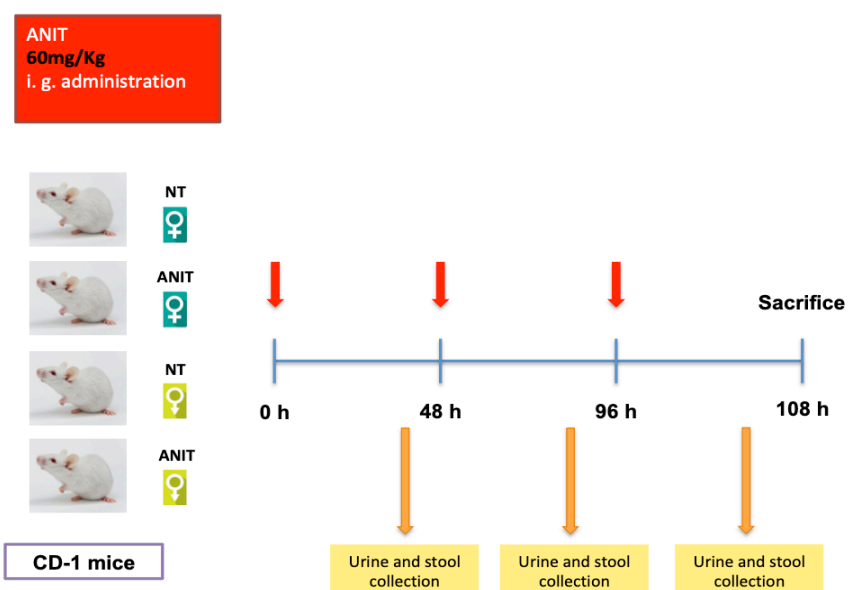 ANIT
60mg/Kg
i. g. administration
NT
ANIT
NT
ANIT
CD-1 mice
Sacrifice
0 h
48 h
96 h
108 h
Urine and stool
collection
Urine and stool
collection
Urine and stool
collection